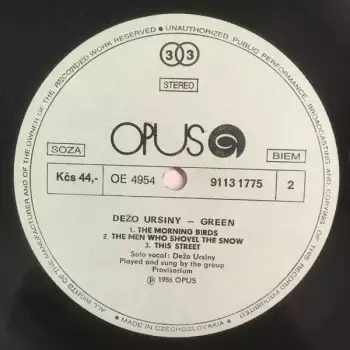 ALL RIGHTS OF THE MANUFACTURER AND OF THE OWNER OF THE RECORDED WORK RESERVED • UNAUTHORIZED PUBLIC PERFORMANCE, BROADCASTING AND COPYING OF THIS RECORD PROHIBITED
33
STEREO
OPUS
SOZA
BIEM
Kčs 44,-
OE 4954
9113 1775
2
DEŽO URSINY – GREEN
1. THE MORNING BIRDS
2. THE MEN WHO SHOVEL THE SNOW
3. THIS STREET
Solo vocal: Dežo Ursiny
Played and sung by the group
Provisorium
℗ 1986 OPUS
• MADE IN CZECHOSLOVAKIA •